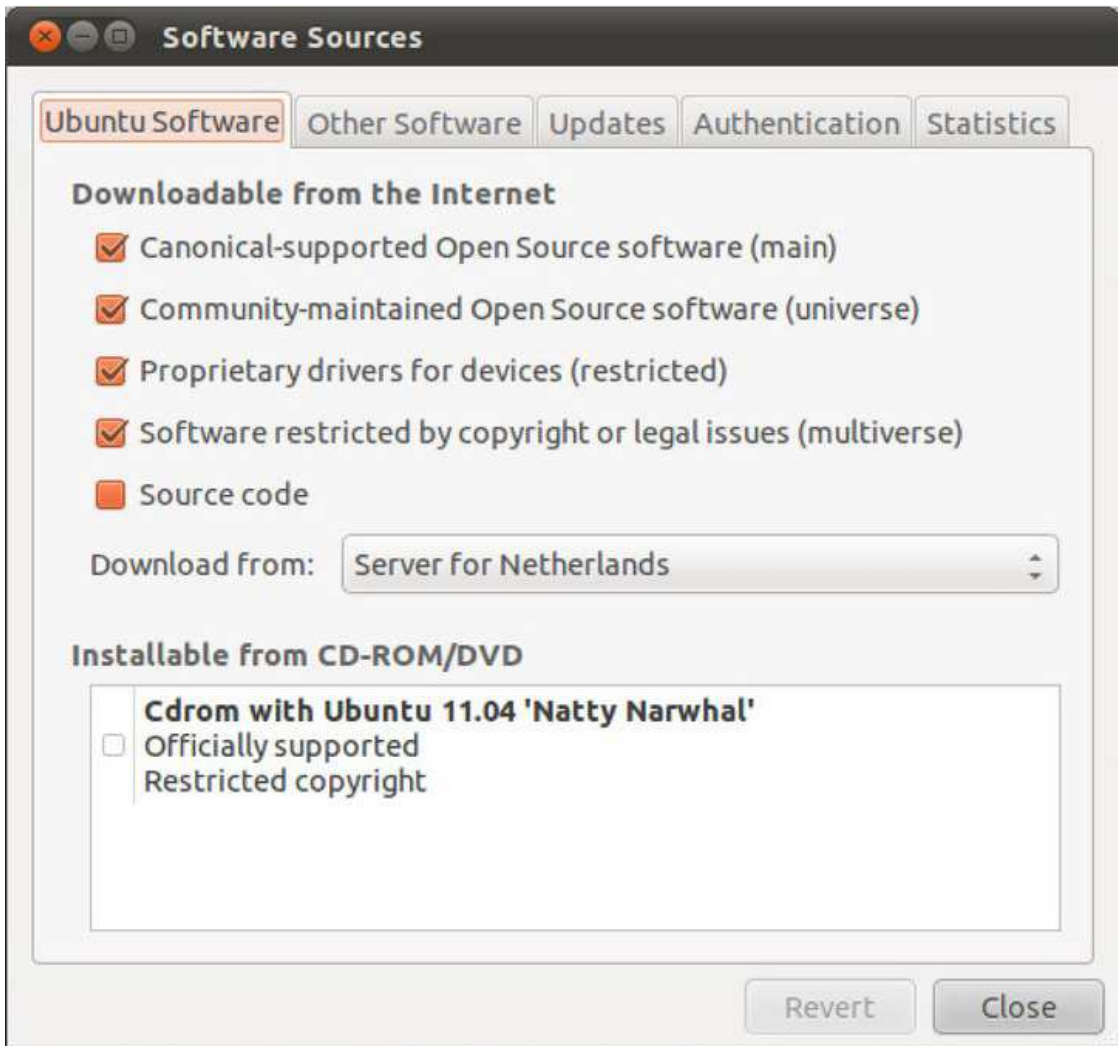 Software Sources
Ubuntu Software Other Software Updates Authentication Statistics
Downloadable from the Internet
Canonical-supported Open Source software (main)
Community-maintained Open Source software (universe)
Proprietary drivers for devices (restricted)
Software restricted by copyright or legal issues (multiverse)
Source code
Download from: Server for Netherlands
Installable from CD-ROM/DVD
Cdrom with Ubuntu 11.04 'Natty Narwhal'
Officially supported
Restricted copyright
Revert Close